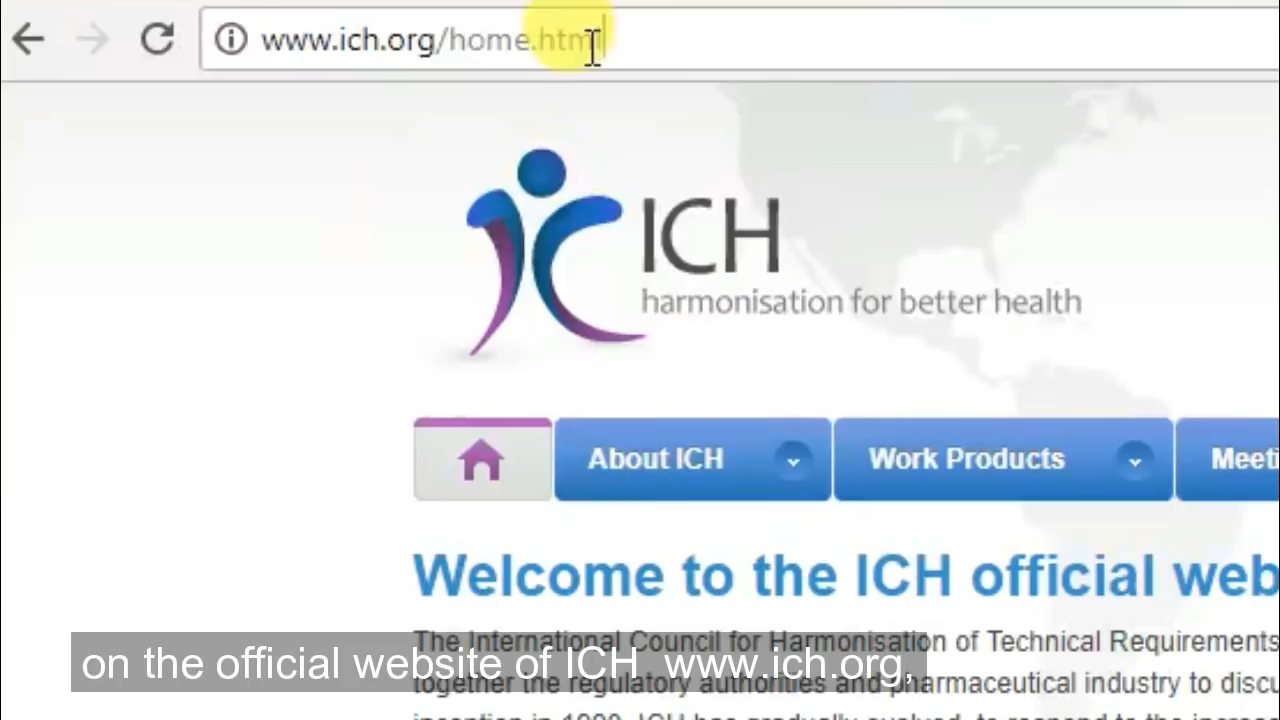 www.ich.org/home.html
ICH
harmonisation for better health
About ICH
Work Products
Welcome to the ICH official
The International Council for Harmonisation of Technical Requirements
together the regulatory authorities and pharmaceutical industry to
on the official website of ICH www.ich.org,